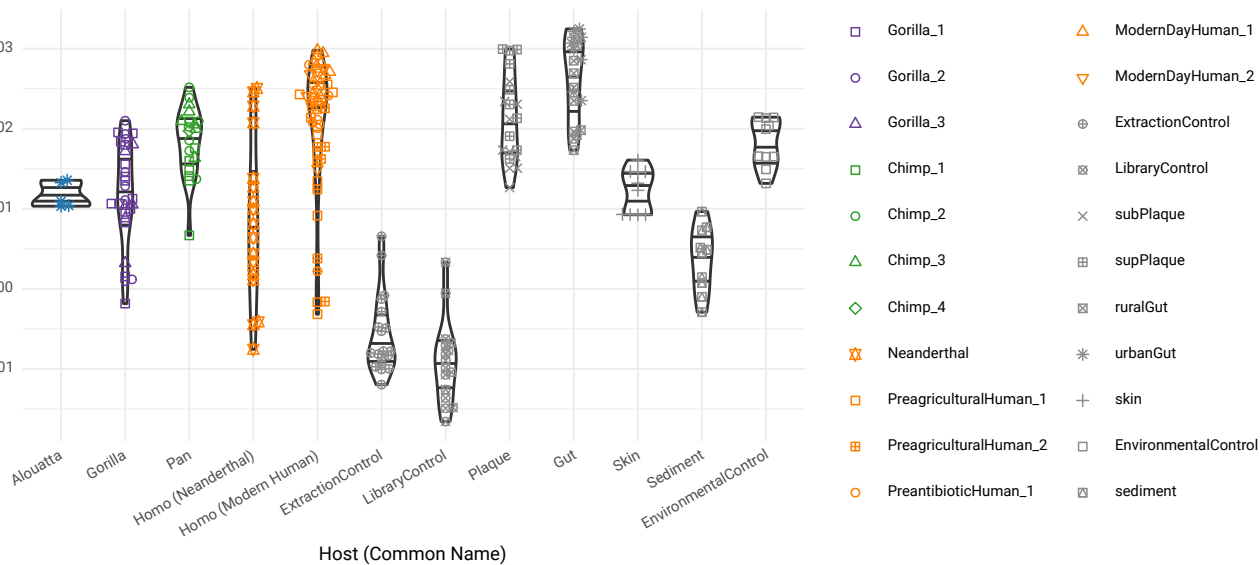 03
02
01
00
01
Alouatta
Gorilla
Pan
Homo (Neanderthal)
Homo (Modern Human)
ExtractionControl
LibraryControl
Plaque
Gut
Skin
Sediment
EnvironmentalControl
Host (Common Name)
Gorilla_1
Gorilla_2
Gorilla_3
Chimp_1
Chimp_2
Chimp_3
Chimp_4
Neanderthal
PreagriculturalHuman_1
PreagriculturalHuman_2
PreantibioticHuman_1
ModernDayHuman_1
ModernDayHuman_2
ExtractionControl
LibraryControl
subPlaque
supPlaque
ruralGut
urbanGut
skin
EnvironmentalControl
sediment